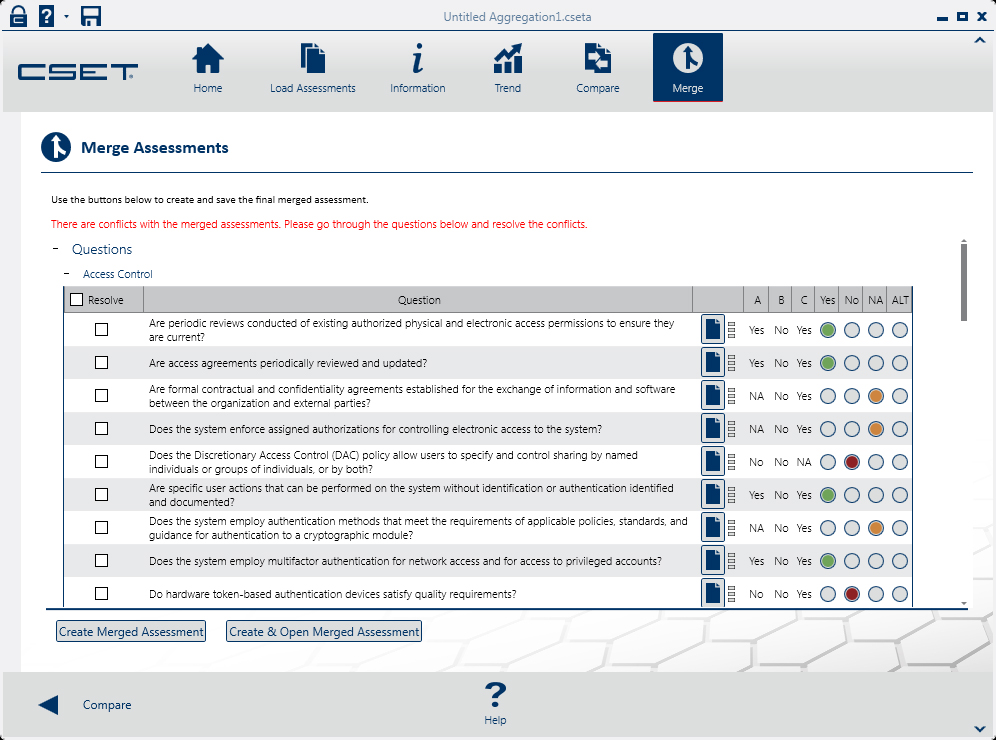 Untitled Aggregation1.cseta
CSET
Home
Load Assessments
Information
Trend
Compare
Merge
Merge Assessments
Use the buttons below to create and save the final merged assessment.
There are conflicts with the merged assessments. Please go through the questions below and resolve the conflicts.
- Questions
- Access Control
Resolve Question A B C Yes No NA ALT
Are periodic reviews conducted of existing authorized physical and electronic access permissions to ensure they
are current?
Yes No Yes
Are access agreements periodically reviewed and updated? Yes No Yes
Are formal contractual and confidentiality agreements established for the exchange of information and software
between the organization and external parties?
NA No Yes
Does the system enforce assigned authorizations for controlling electronic access to the system? NA No Yes
Does the Discretionary Access Control (DAC) policy allow users to specify and control sharing by named
individuals or groups of individuals, or by both?
No No NA
Are specific user actions that can be performed on the system without identification or authentication identified
and documented?
Yes No Yes
Does the system employ authentication methods that meet the requirements of applicable policies, standards, and
guidance for authentication to a cryptographic module?
NA No Yes
Does the system employ multifactor authentication for network access and for access to privileged accounts? Yes No Yes
Do hardware token-based authentication devices satisfy quality requirements? No No Yes
Create Merged Assessment
Create & Open Merged Assessment
Compare
?
Help